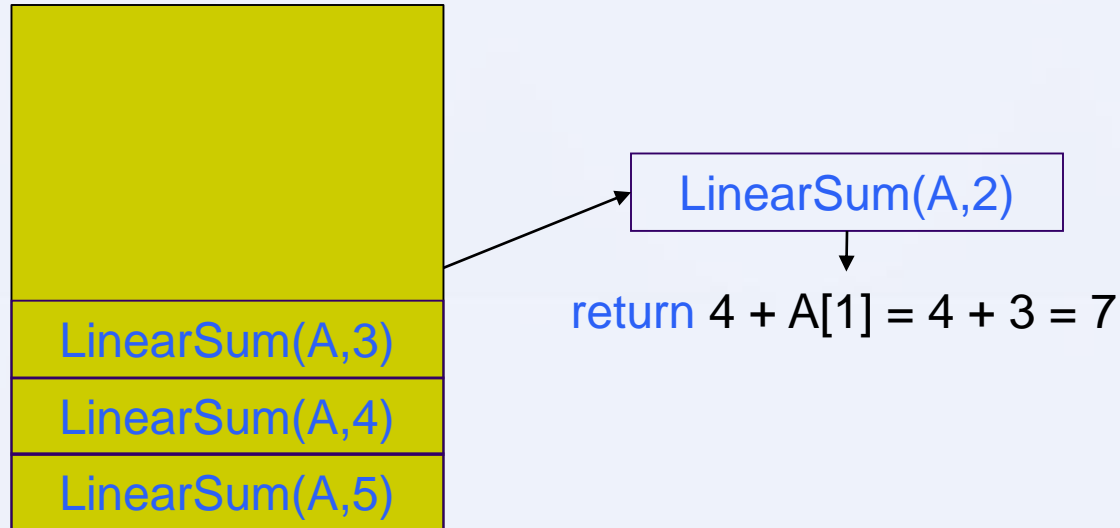 LinearSum(A,2)
return 4 + A[1] = 4 + 3 = 7
LinearSum(A,3)
LinearSum(A,4)
LinearSum(A,5)